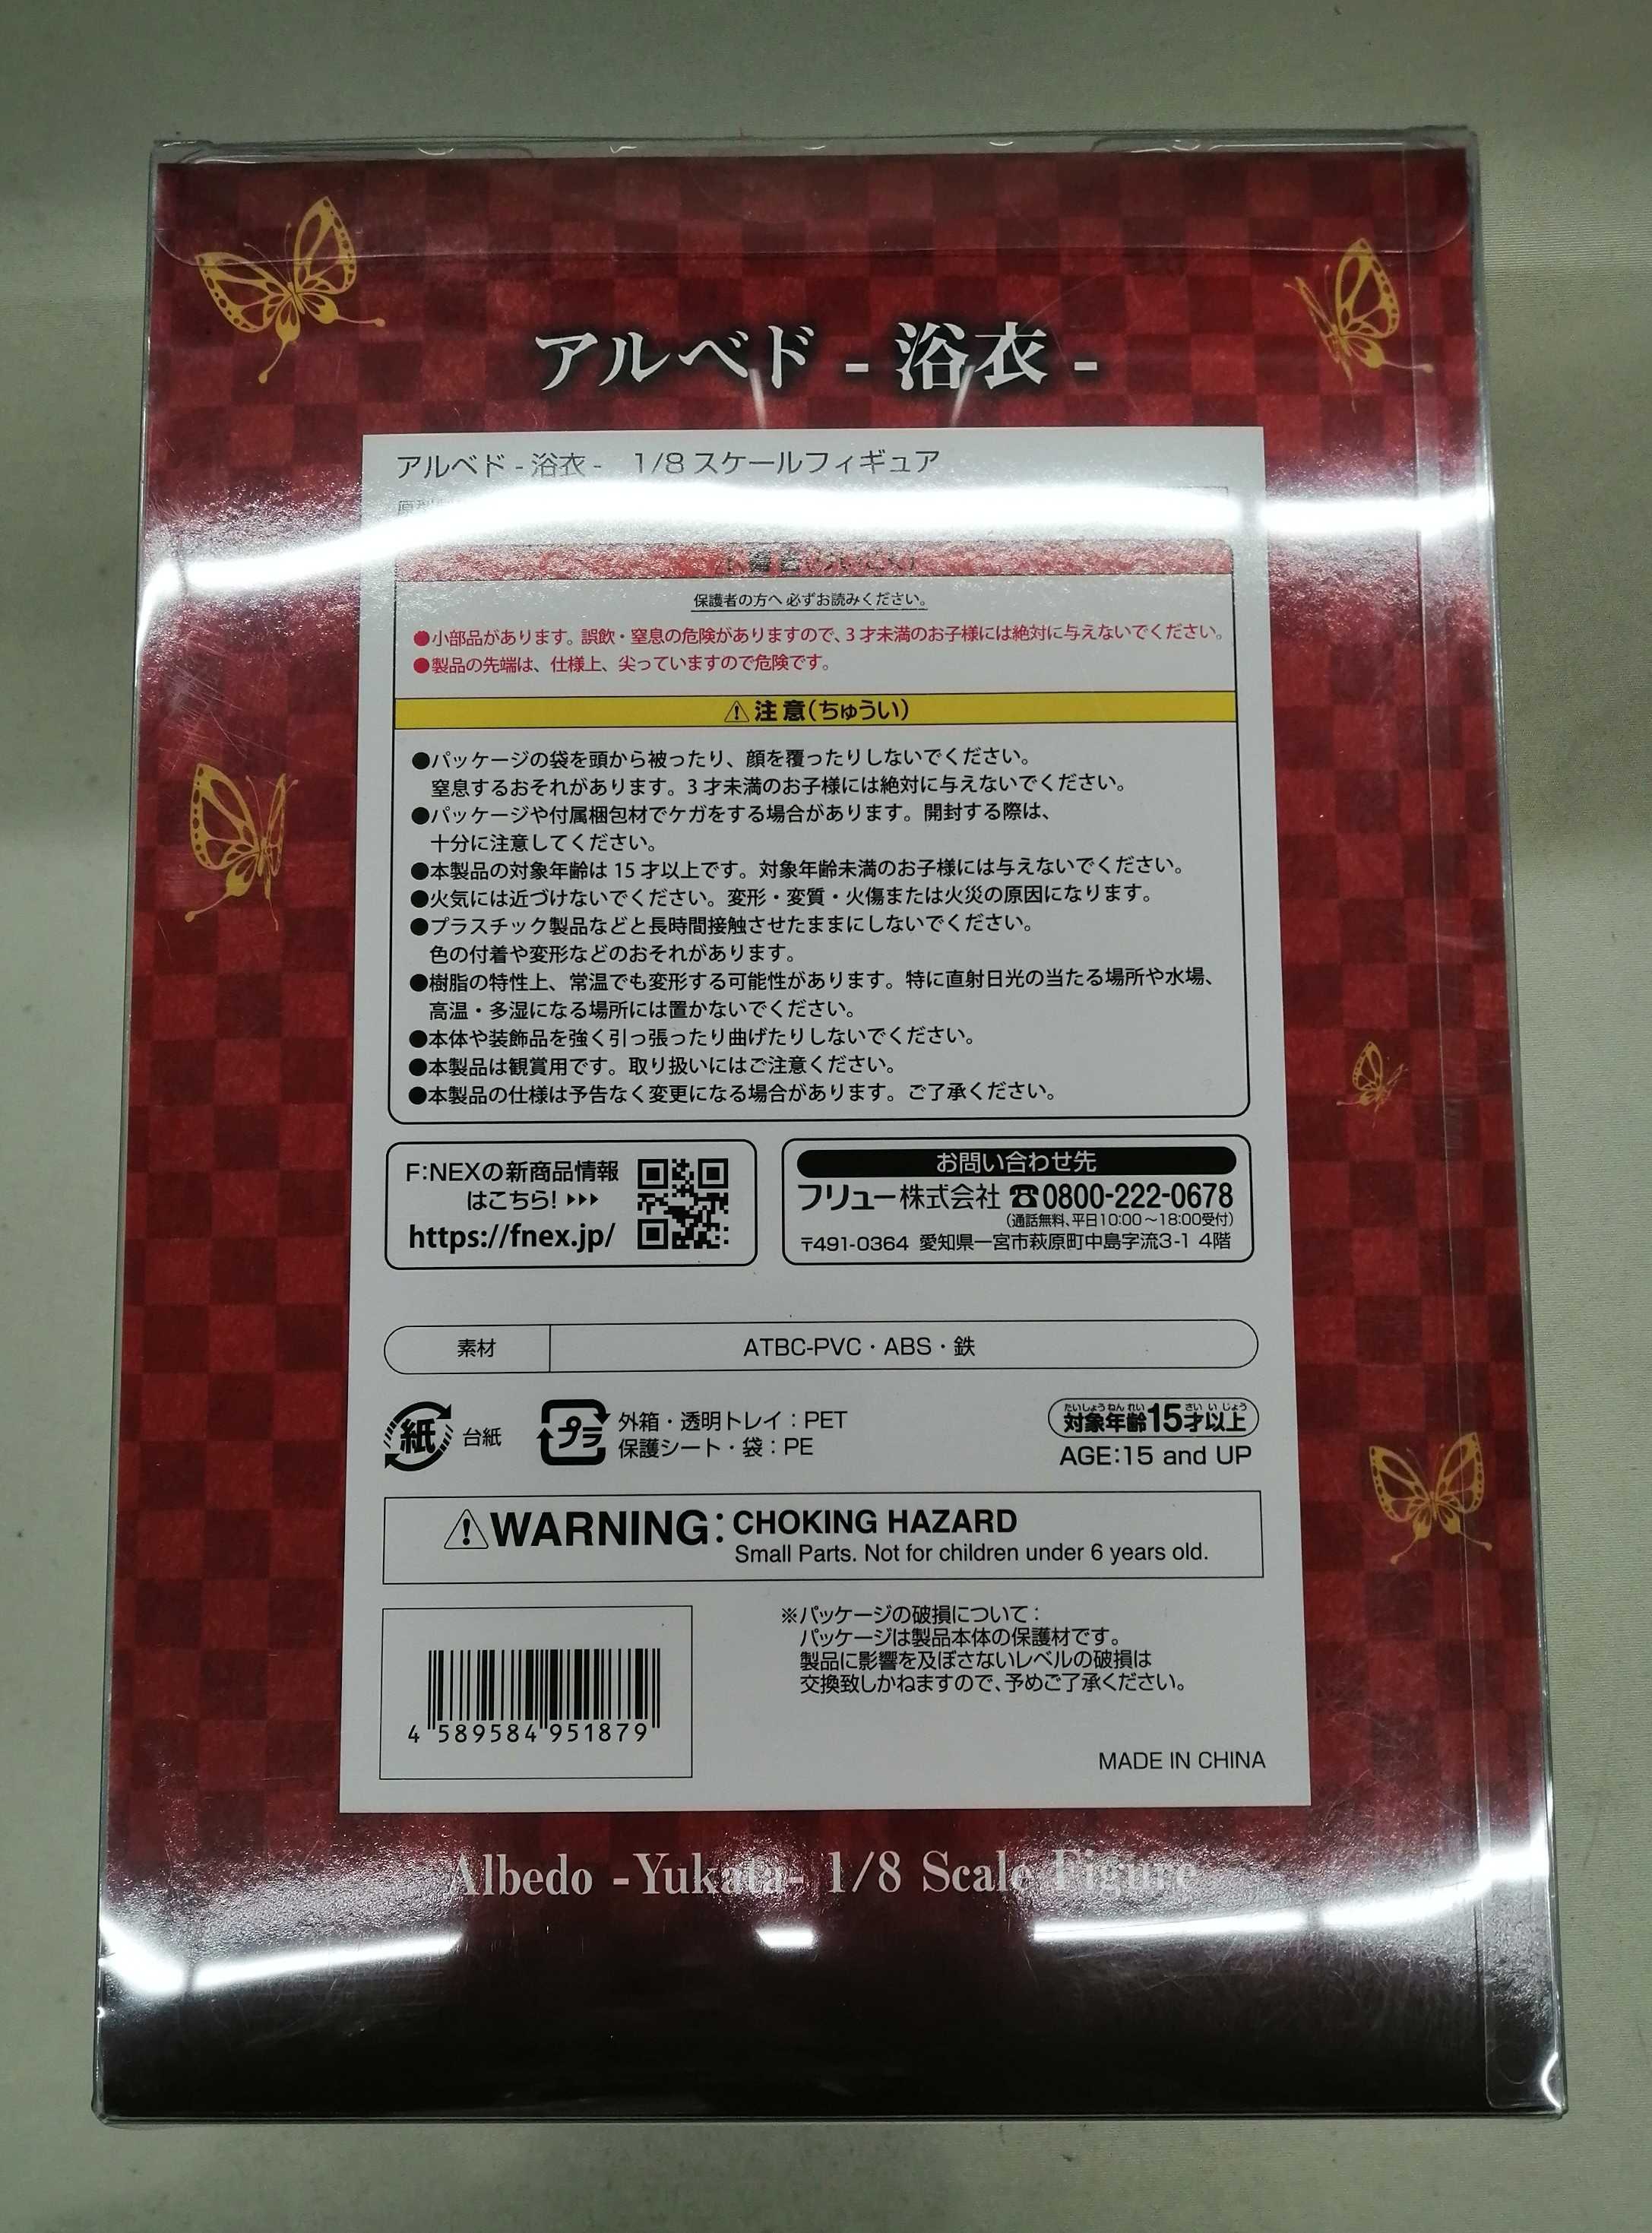 アルベド - 浴衣 -
アルベド - 浴衣 - 1/8 スケールフィギュア
保護者の方へ 必ずお読みください。
●小部品があります。誤飲・窒息の危険がありますので、3才未満のお子様には絶対に与えないでください。
●製品の先端は、仕様上、尖っていますので危険です。
⚠注意(ちゅうい)
●パッケージの袋を頭から被ったり、顔を覆ったりしないでください。
窒息するおそれがあります。3才未満のお子様には絶対に与えないでください。
●パッケージや付属梱包材でケガをする場合があります。開封する際は、
十分に注意してください。
●本製品の対象年齢は15才以上です。対象年齢未満のお子様には与えないでください。
●火気には近づけないでください。変形・変質・火傷または火災の原因になります。
●プラスチック製品などと長時間接触させたままにしないでください。
色の付着や変形などのおそれがあります。
●樹脂の特性上、常温でも変形する可能性があります。特に直射日光の当たる場所や水場、
高温・多湿になる場所には置かないでください。
●本体や装飾品を強く引っ張ったり曲げたりしないでください。
●本製品は観賞用です。取り扱いにはご注意ください。
●本製品の仕様は予告なく変更になる場合があります。ご了承ください。
F:NEXの新商品情報
はこちら!
https://fnex.jp/
お問い合わせ先
フリュー株式会社 ☎0800-222-0678
(通話無料、平日10:00～18:00受付)
〒491-0364 愛知県一宮市萩原町中島字流3-1 4階
素材 ATBC-PVC・ABS・鉄
紙 台紙
プラ 外箱・透明トレイ：PET
保護シート・袋：PE
たいしょうねんれい さい いじょう
対象年齢15才以上
AGE:15 and UP
⚠WARNING: CHOKING HAZARD
Small Parts. Not for children under 6 years old.
※パッケージの破損について：
パッケージは製品本体の保護材です。
製品に影響を及ぼさないレベルの破損は
交換致しかねますので、予めご了承ください。
4 589584 951879
MADE IN CHINA
Albedo -Yukata- 1/8 Scale Figure